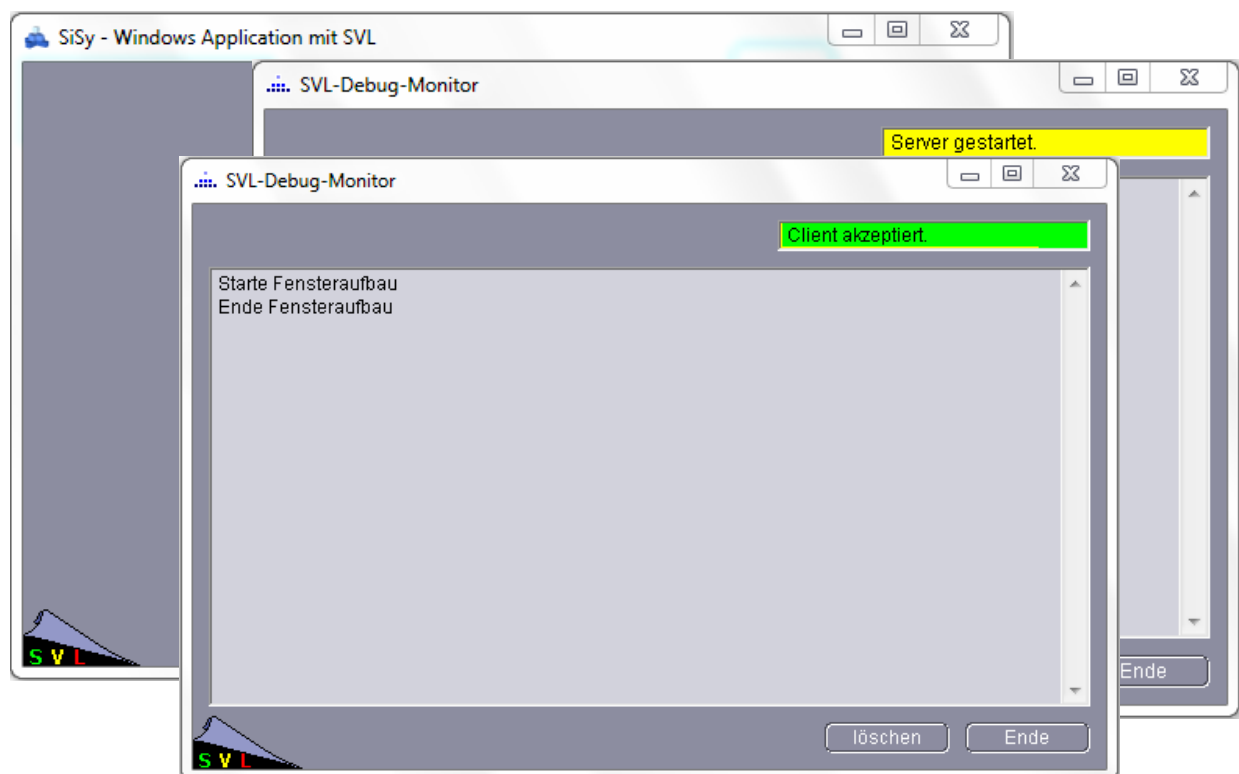 SiSy - Windows Application mit SVL
SVL-Debug-Monitor
Server gestartet.
SVL-Debug-Monitor
Client akzeptiert.
Starte Fensteraufbau
Ende Fensteraufbau
SVL
Ende
löschen
Ende
SVL